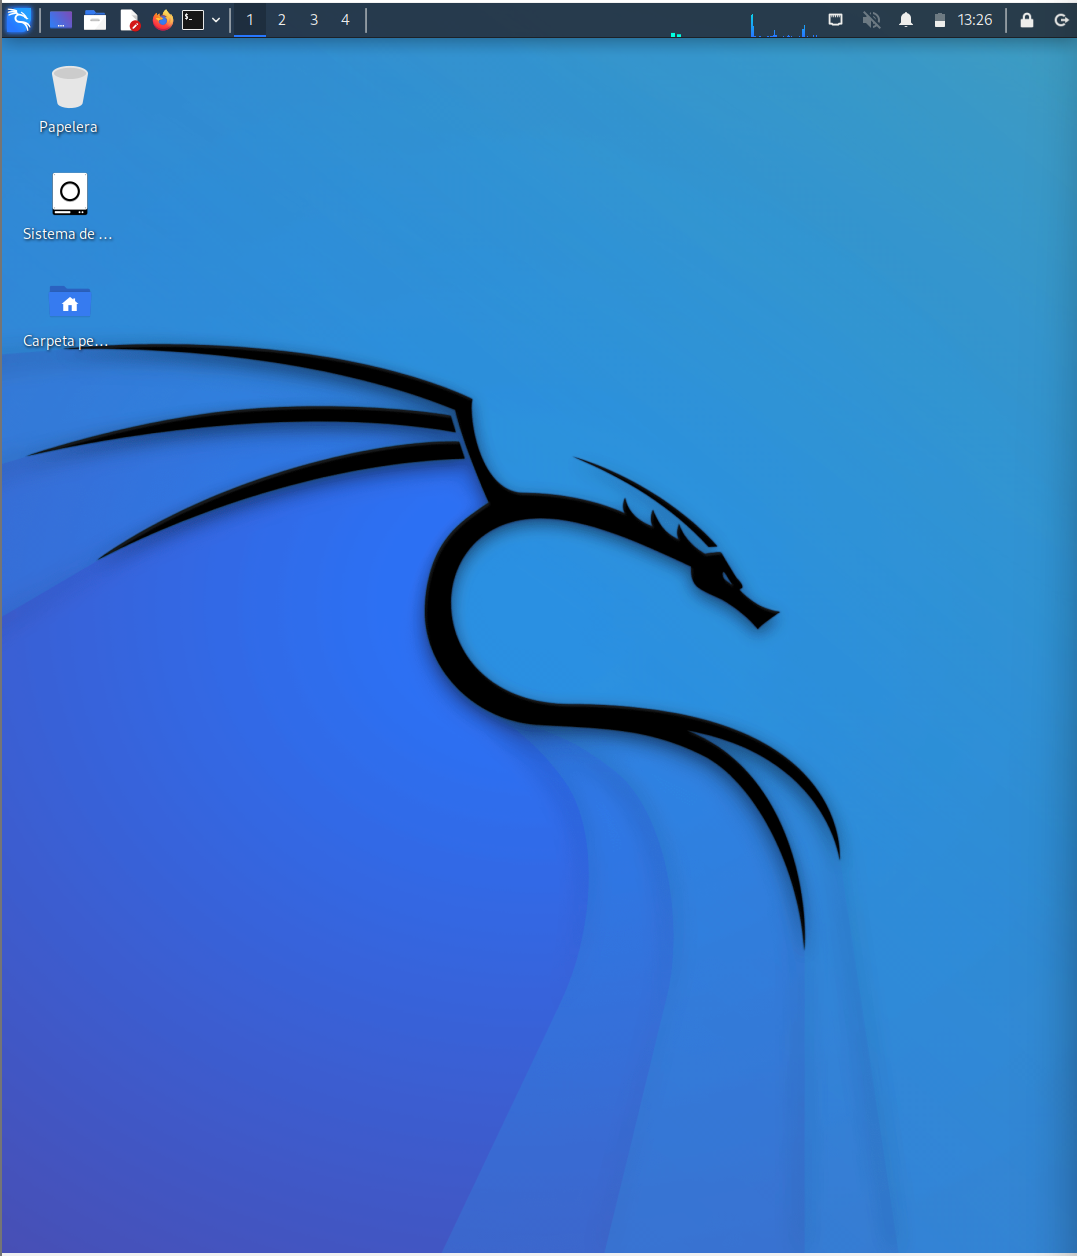 1 2 3 4 13:26
Papelera
Sistema de ...
Carpeta pe...